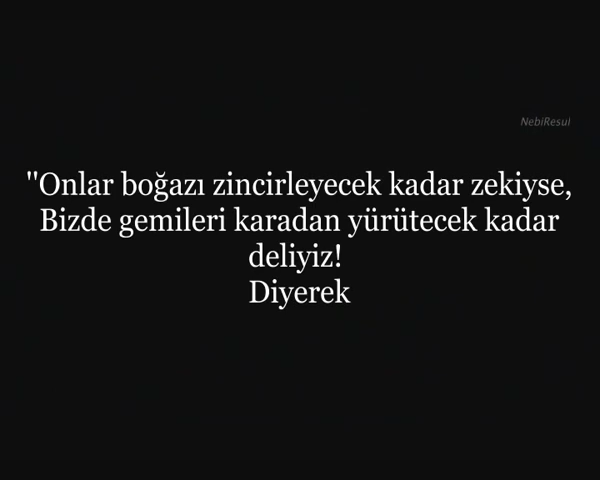 NebiResul
"Onlar boğazı zincirleyecek kadar zekiyse,
Bizde gemileri karadan yürütecek kadar
deliyiz!
Diyerek